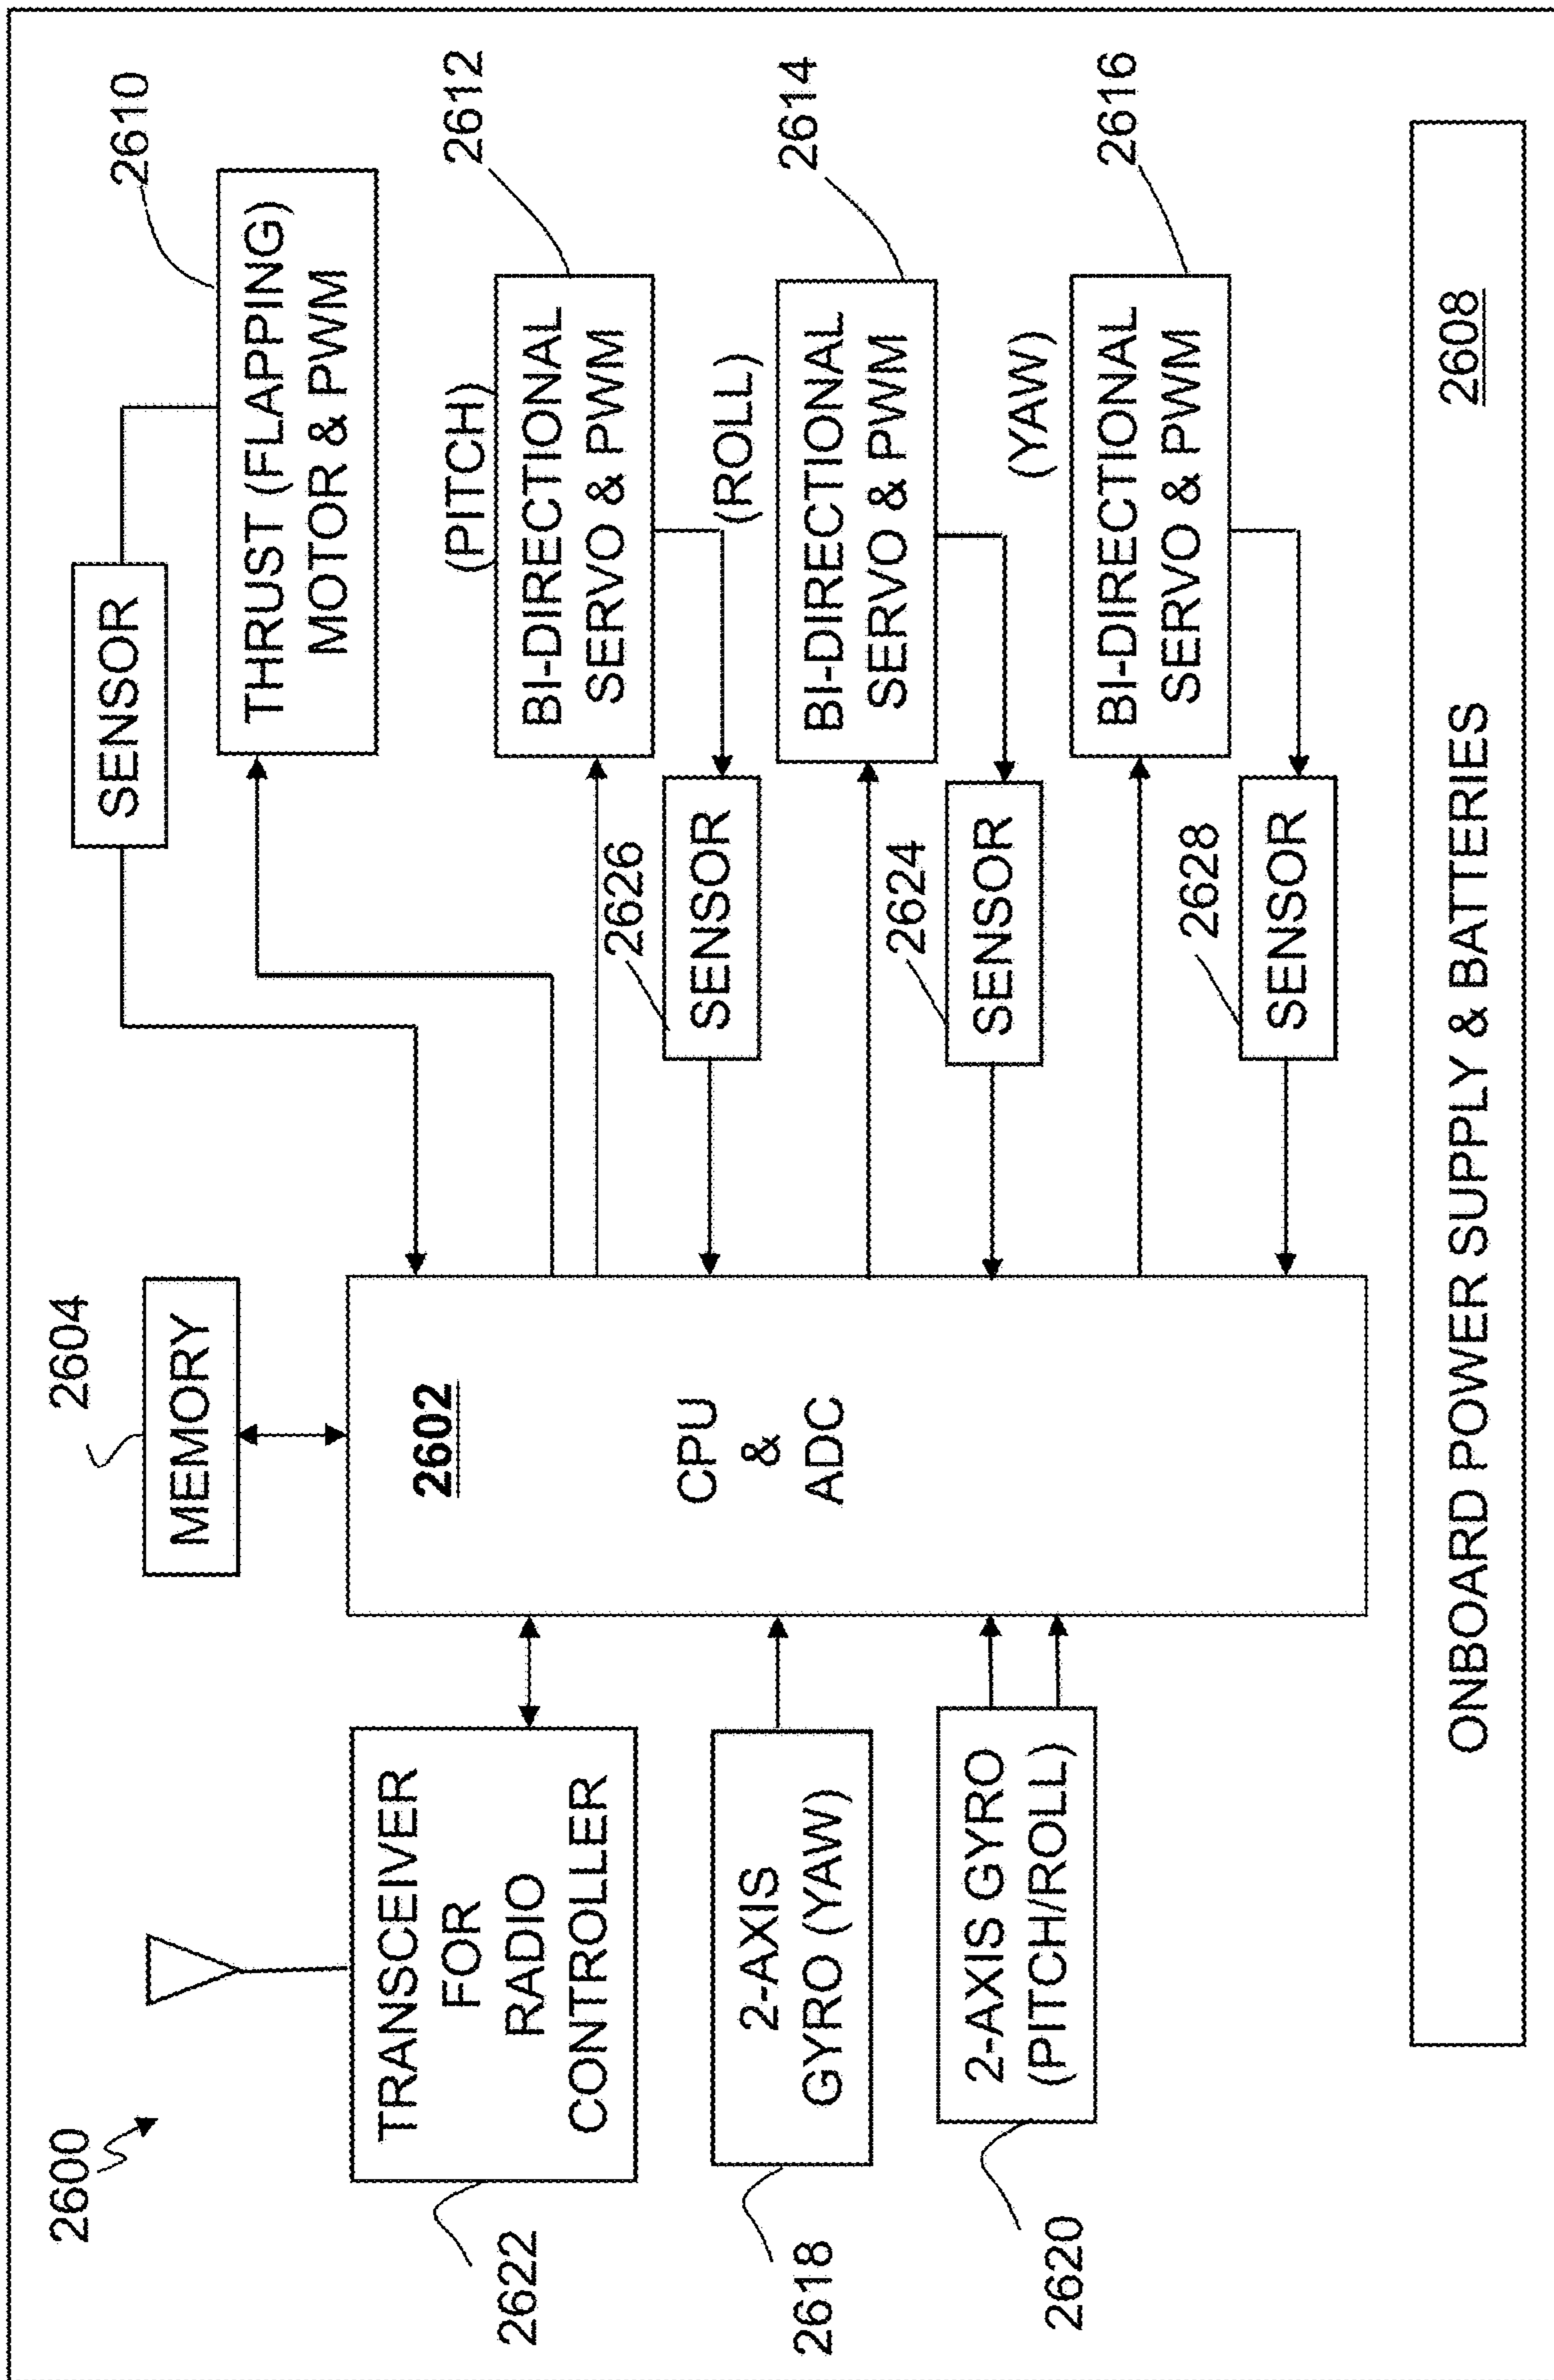 2600
2604
MEMORY
SENSOR
2610
THRUST (FLAPPING)
MOTOR & PWM
TRANSCEIVER
FOR
RADIO
CONTROLLER
2622
2602
CPU
&
ADC
(PITCH)
2612
BI-DIRECTIONAL
SERVO & PWM
2626
SENSOR
2-AXIS
GYRO (YAW)
2618
(ROLL)
2614
BI-DIRECTIONAL
SERVO & PWM
2624
SENSOR
2-AXIS GYRO
(PITCH/ROLL)
2620
(YAW)
2616
BI-DIRECTIONAL
SERVO & PWM
2628
SENSOR
ONBOARD POWER SUPPLY & BATTERIES 2608